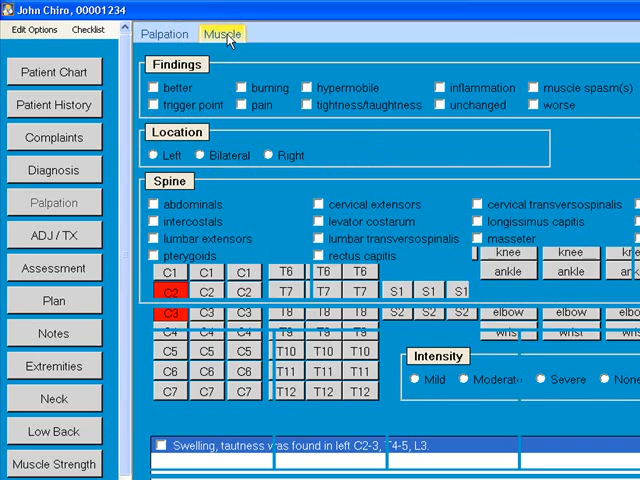 John Chiro, 00001234
Edit Options Checklist
Patient Chart
Patient History
Complaints
Diagnosis
Palpation
ADJ / TX
Assessment
Plan
Notes
Extremities
Neck
Low Back
Muscle Strength
Palpation Muscle
Findings
better burning hypermobile inflammation muscle spasm(s)
trigger point pain tightness/taughtness unchanged worse
Location
Left Bilateral Right
Spine
abdominals cervical extensors cervical transversospinalis
intercostals levator costarum longissimus capitis
lumbar extensors lumbar transversospinalis masseter
pterygoids rectus capitis knee knee knee
C1 C1 C1 T6 T6 T6 ankle ankle ankle
C2 C2 C2 T7 T7 T7 S1 S1 S1
C3 C3 C3 T8 T8 T8 S2 S2 S2 elbow elbow elbow
C4 C4 C4 T9 T9 T9 wrist wrist
C5 C5 C5 T10 T10 T10
C6 C6 C6 T11 T11 T11
C7 C7 C7 T12 T12 T12
Intensity
Mild Moderate Severe None
Swelling, tautness was found in left C2-3, T4-5, L3.